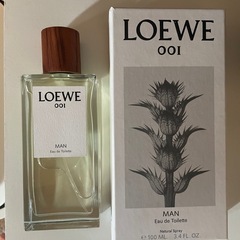 LOEWE
001
MAN
Eau de Toilette
LOEWE
001
MAN
Eau de Toilette
Natural Spray
100 ML - 3.4 FL. OZ.